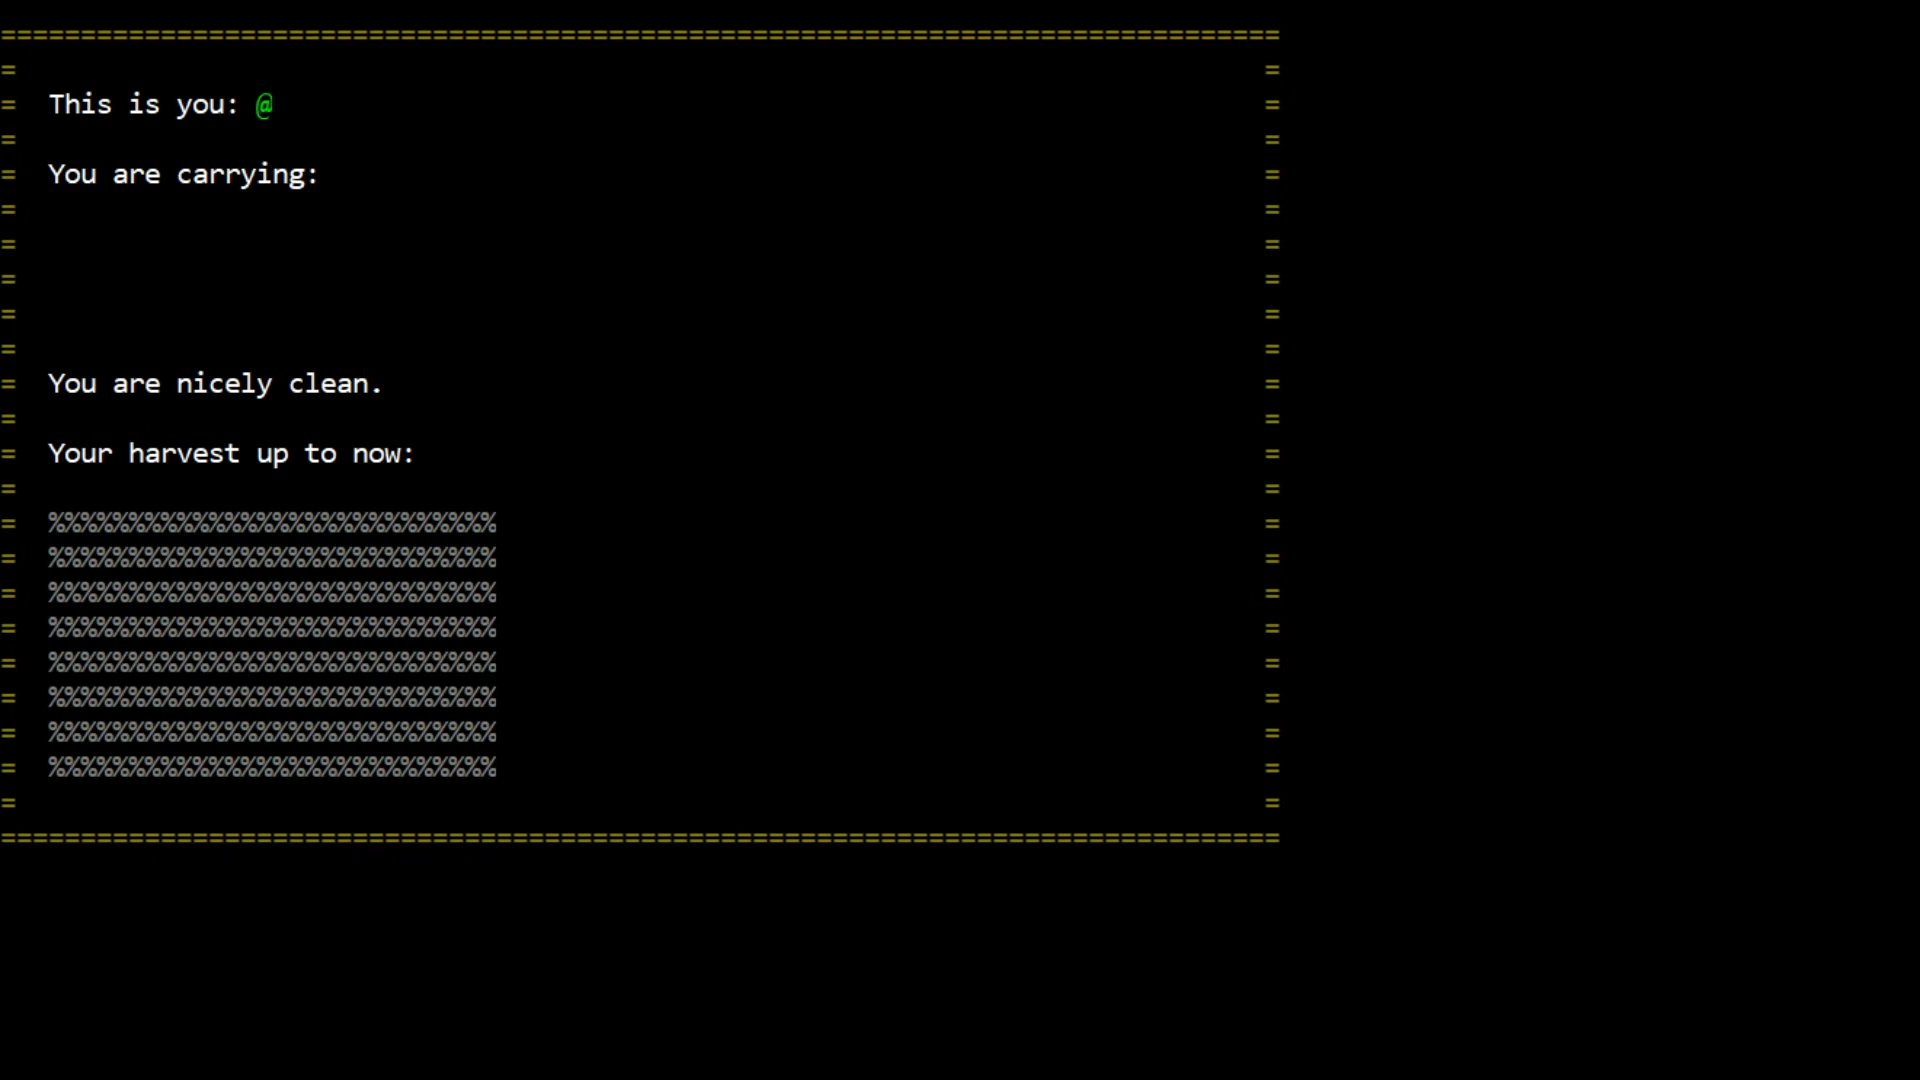 ================================================================================
=                                                                              =
=  This is you: @                                                              =
=                                                                              =
=  You are carrying:                                                           =
=                                                                              =
=                                                                              =
=                                                                              =
=                                                                              =
=                                                                              =
=  You are nicely clean.                                                       =
=                                                                              =
=  Your harvest up to now:                                                     =
=                                                                              =
=  %%%%%%%%%%%%%%%%%%%%%%%%%%%%                                                =
=  %%%%%%%%%%%%%%%%%%%%%%%%%%%%                                                =
=  %%%%%%%%%%%%%%%%%%%%%%%%%%%%                                                =
=  %%%%%%%%%%%%%%%%%%%%%%%%%%%%                                                =
=  %%%%%%%%%%%%%%%%%%%%%%%%%%%%                                                =
=  %%%%%%%%%%%%%%%%%%%%%%%%%%%%                                                =
=  %%%%%%%%%%%%%%%%%%%%%%%%%%%%                                                =
=  %%%%%%%%%%%%%%%%%%%%%%%%%%%%                                                =
=                                                                              =
================================================================================